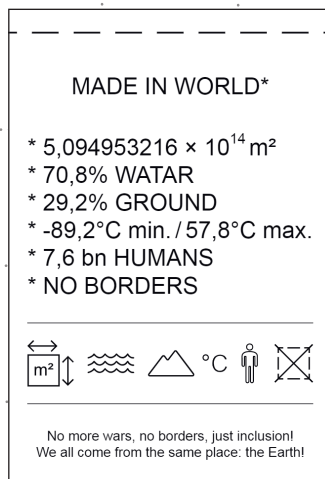 MADE IN WORLD*
* 5,094953216 × 10¹⁴ m²
* 70,8% WATAR
* 29,2% GROUND
* -89,2°C min. / 57,8°C max.
* 7,6 bn HUMANS
* NO BORDERS
m² °C
No more wars, no borders, just inclusion!
We all come from the same place: the Earth!